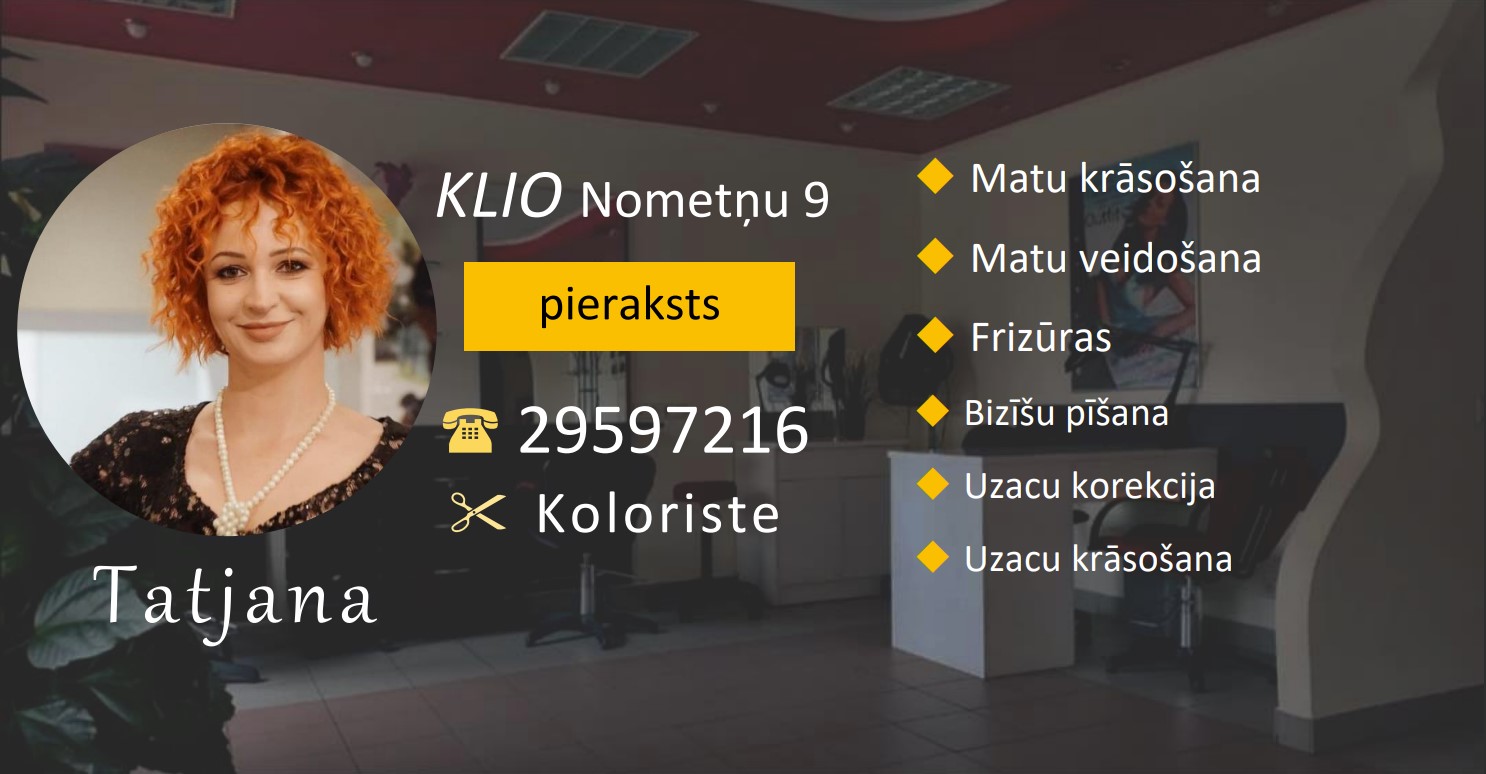 KLIO Nometņu 9
pieraksts
29597216
Koloriste
Tatjana
Matu krāsošana
Matu veidošana
Frizūras
Bizīšu pīšana
Uzacu korekcija
Uzacu krāsošana